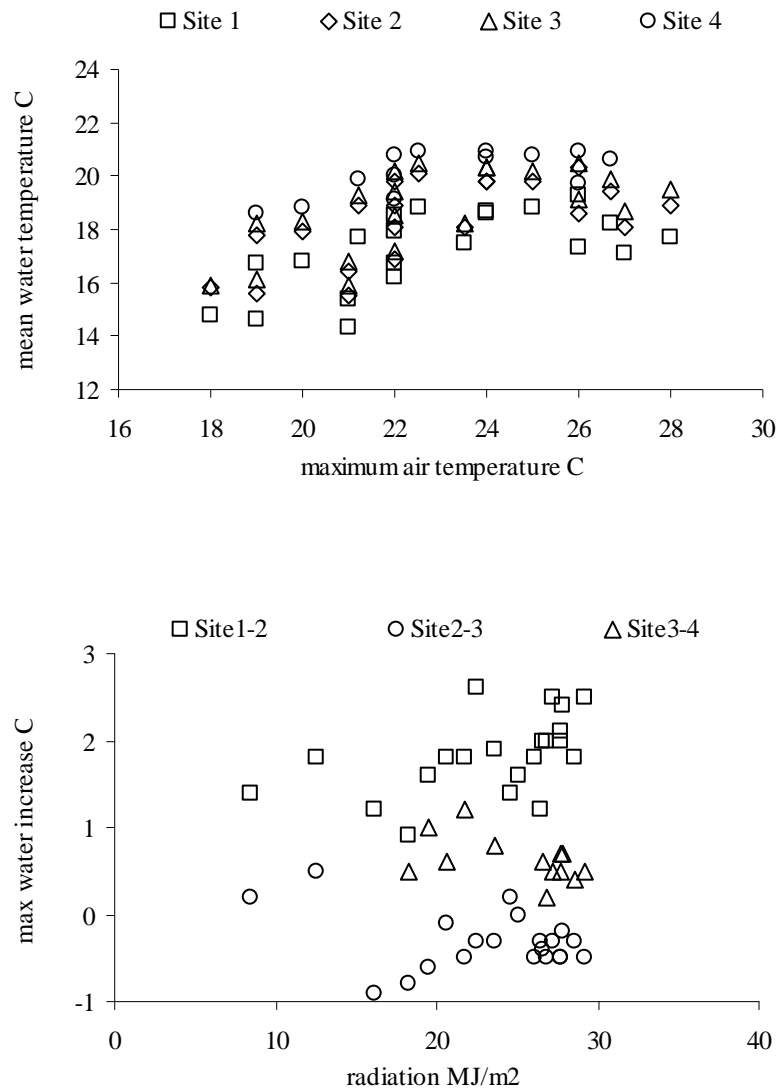 Site 1 Site 2 Site 3 Site 4
24
22
20
18
16
14
12
mean water temperature C
16 18 20 22 24 26 28 30
maximum air temperature C
Site1-2 Site2-3 Site3-4
3
2
1
0
-1
max water increase C
0 10 20 30 40
radiation MJ/m2